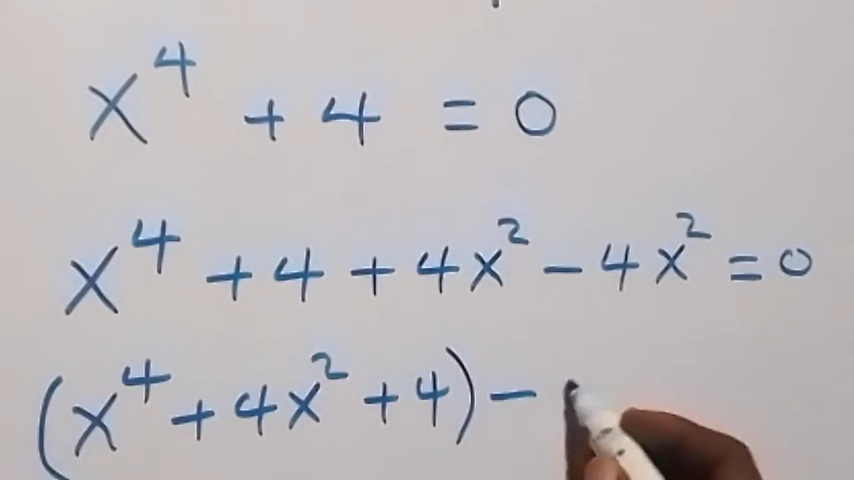 x⁴ + 4 = 0
x⁴ + 4 + 4x² - 4x² = 0
(x⁴ + 4x² + 4) -